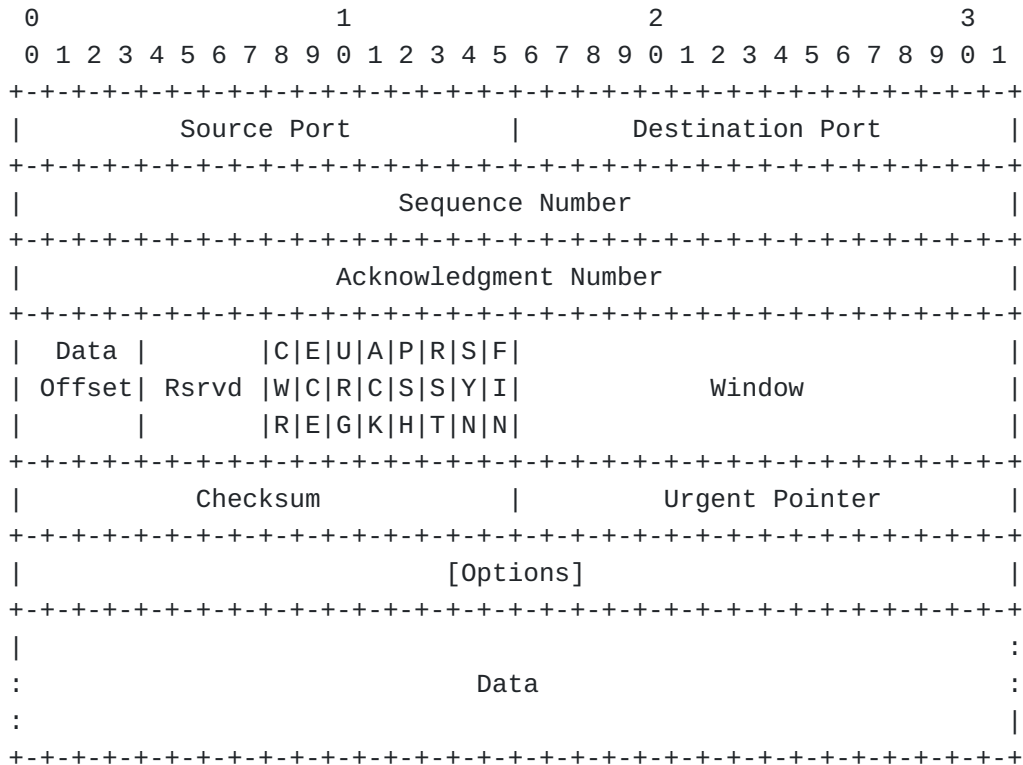 0                   1                   2                   3
 0 1 2 3 4 5 6 7 8 9 0 1 2 3 4 5 6 7 8 9 0 1 2 3 4 5 6 7 8 9 0 1
+-+-+-+-+-+-+-+-+-+-+-+-+-+-+-+-+-+-+-+-+-+-+-+-+-+-+-+-+-+-+-+-+
|          Source Port          |       Destination Port        |
+-+-+-+-+-+-+-+-+-+-+-+-+-+-+-+-+-+-+-+-+-+-+-+-+-+-+-+-+-+-+-+-+
|                        Sequence Number                        |
+-+-+-+-+-+-+-+-+-+-+-+-+-+-+-+-+-+-+-+-+-+-+-+-+-+-+-+-+-+-+-+-+
|                    Acknowledgment Number                      |
+-+-+-+-+-+-+-+-+-+-+-+-+-+-+-+-+-+-+-+-+-+-+-+-+-+-+-+-+-+-+-+-+
|  Data |       |C|E|U|A|P|R|S|F|                               |
| Offset| Rsrvd |W|C|R|C|S|S|Y|I|            Window             |
|       |       |R|E|G|K|H|T|N|N|                               |
+-+-+-+-+-+-+-+-+-+-+-+-+-+-+-+-+-+-+-+-+-+-+-+-+-+-+-+-+-+-+-+-+
|           Checksum            |         Urgent Pointer        |
+-+-+-+-+-+-+-+-+-+-+-+-+-+-+-+-+-+-+-+-+-+-+-+-+-+-+-+-+-+-+-+-+
|                           [Options]                           |
+-+-+-+-+-+-+-+-+-+-+-+-+-+-+-+-+-+-+-+-+-+-+-+-+-+-+-+-+-+-+-+-+
|                                                               :
:                             Data                              :
:                                                               |
+-+-+-+-+-+-+-+-+-+-+-+-+-+-+-+-+-+-+-+-+-+-+-+-+-+-+-+-+-+-+-+-+